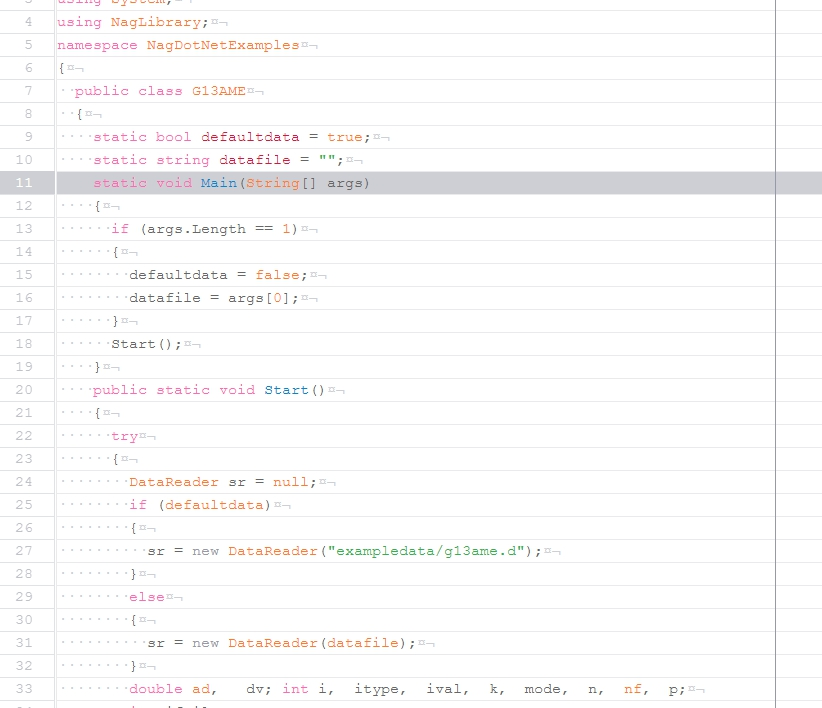 3 using System;¤¬
4 using NagLibrary;¤¬
5 namespace NagDotNetExamples¤¬
6 {¤¬
7 ··public class G13AME¤¬
8 ··{¤¬
9 ····static bool defaultdata = true;¤¬
10 ····static string datafile = "";¤¬
11     static void Main(String[] args)
12 ····{¤¬
13 ······if (args.Length == 1)¤¬
14 ······{¤¬
15 ········defaultdata = false;¤¬
16 ········datafile = args[0];¤¬
17 ······}¤¬
18 ······Start();¤¬
19 ····}¤¬
20 ····public static void Start()¤¬
21 ····{¤¬
22 ······try¤¬
23 ······{¤¬
24 ········DataReader sr = null;¤¬
25 ········if (defaultdata)¤¬
26 ········{¤¬
27 ··········sr = new DataReader("exampledata/g13ame.d");¤¬
28 ········}¤¬
29 ········else¤¬
30 ········{¤¬
31 ··········sr = new DataReader(datafile);¤¬
32 ········}¤¬
33 ········double ad,   dv; int i,  itype,  ival,  k,  mode,  n,  nf,  p;¤¬